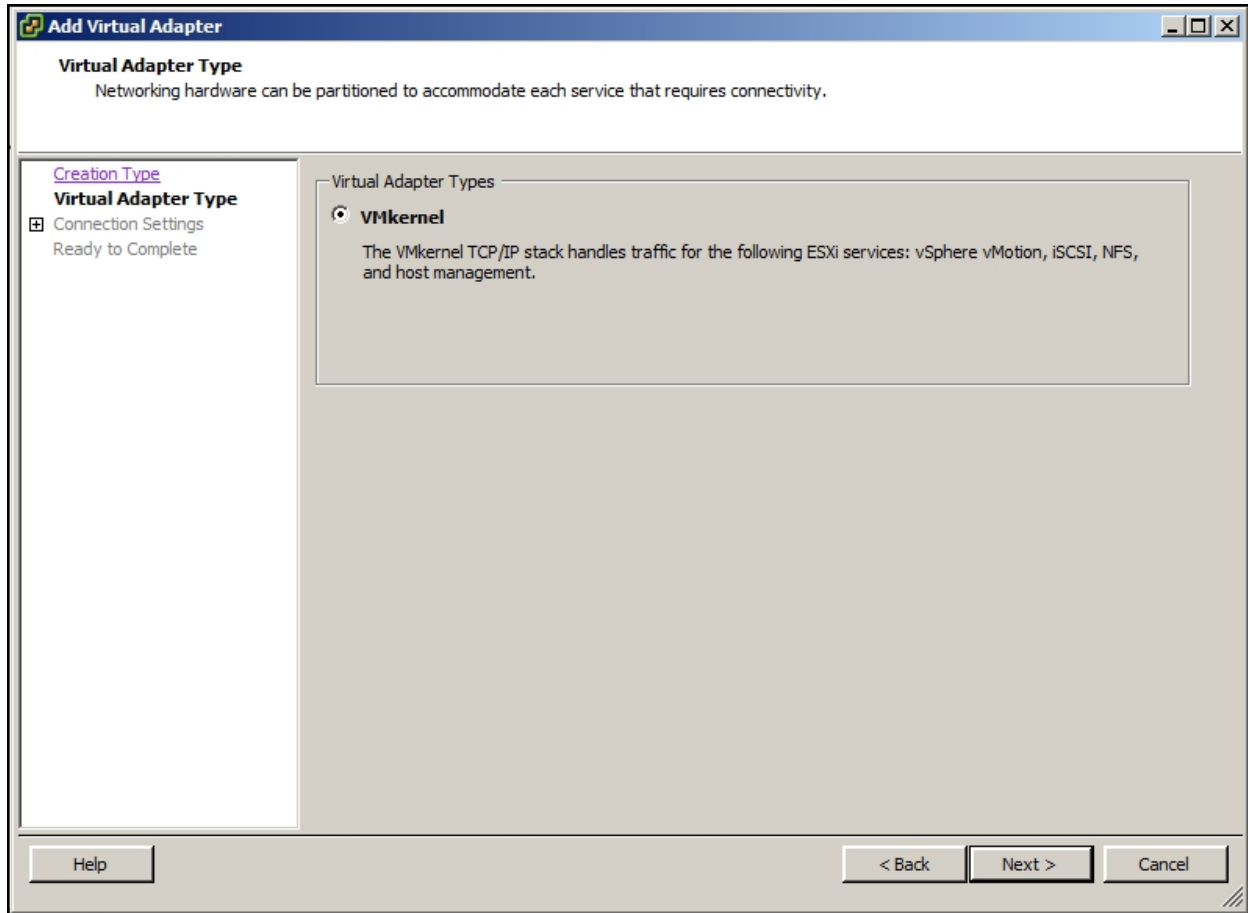 Add Virtual Adapter
Virtual Adapter Type
Networking hardware can be partitioned to accommodate each service that requires connectivity.
Creation Type
Virtual Adapter Type
Connection Settings
Ready to Complete
Virtual Adapter Types
VMkernel
The VMkernel TCP/IP stack handles traffic for the following ESXi services: vSphere vMotion, iSCSI, NFS,
and host management.
Help
< Back
Next >
Cancel